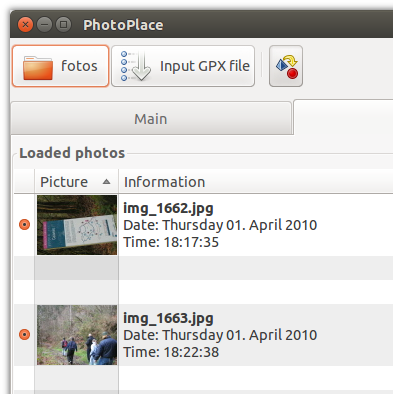 PhotoPlace
fotos
Input GPX file
Main
Loaded photos
Picture
Information
img_1662.jpg
Date: Thursday 01. April 2010
Time: 18:17:35
img_1663.jpg
Date: Thursday 01. April 2010
Time: 18:22:38